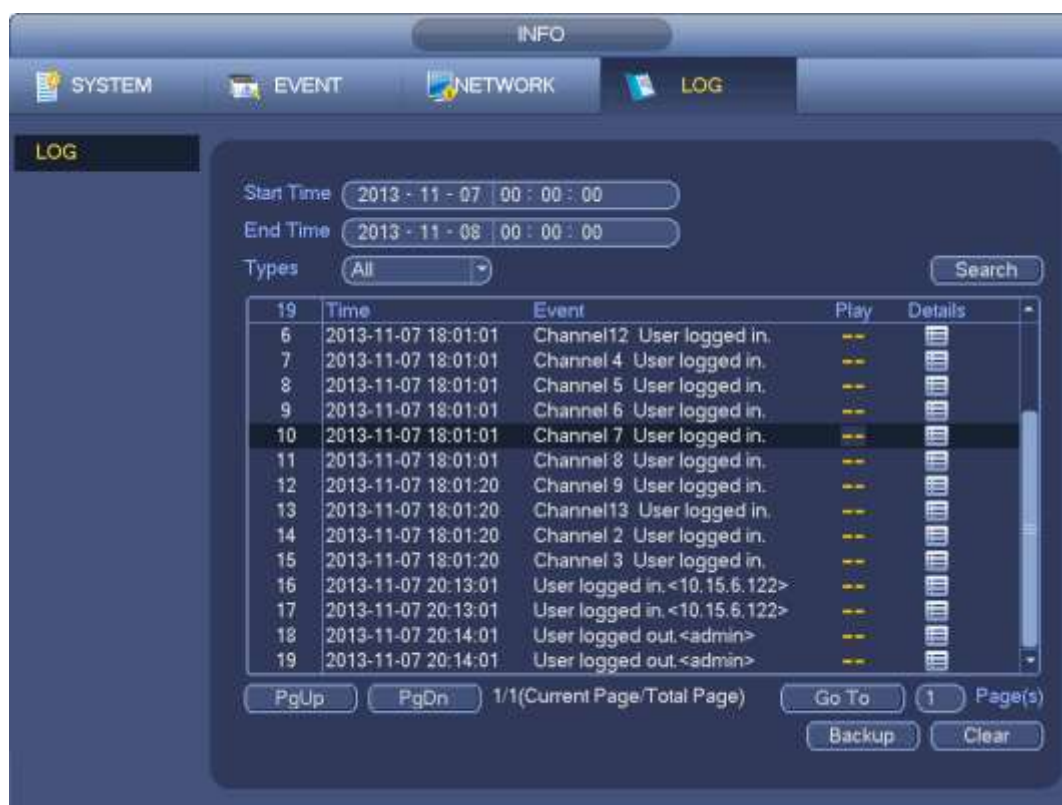 INFO
SYSTEM EVENT NETWORK LOG
LOG
Start Time 2013 - 11 - 07 00 : 00 : 00
End Time 2013 - 11 - 08 00 : 00 : 00
Types All Search
19 Time Event Play Details
6 2013-11-07 18:01:01 Channel12 User logged in. --
7 2013-11-07 18:01:01 Channel 4 User logged in. --
8 2013-11-07 18:01:01 Channel 5 User logged in. --
9 2013-11-07 18:01:01 Channel 6 User logged in. --
10 2013-11-07 18:01:01 Channel 7 User logged in. --
11 2013-11-07 18:01:01 Channel 8 User logged in. --
12 2013-11-07 18:01:20 Channel 9 User logged in. --
13 2013-11-07 18:01:20 Channel13 User logged in. --
14 2013-11-07 18:01:20 Channel 2 User logged in. --
15 2013-11-07 18:01:20 Channel 3 User logged in. --
16 2013-11-07 20:13:01 User logged in.<10.15.6.122> --
17 2013-11-07 20:13:01 User logged in.<10.15.6.122> --
18 2013-11-07 20:14:01 User logged out.<admin> --
19 2013-11-07 20:14:01 User logged out.<admin> --
PgUp PgDn 1/1(Current Page/Total Page) Go To 1 Page(s)
Backup Clear